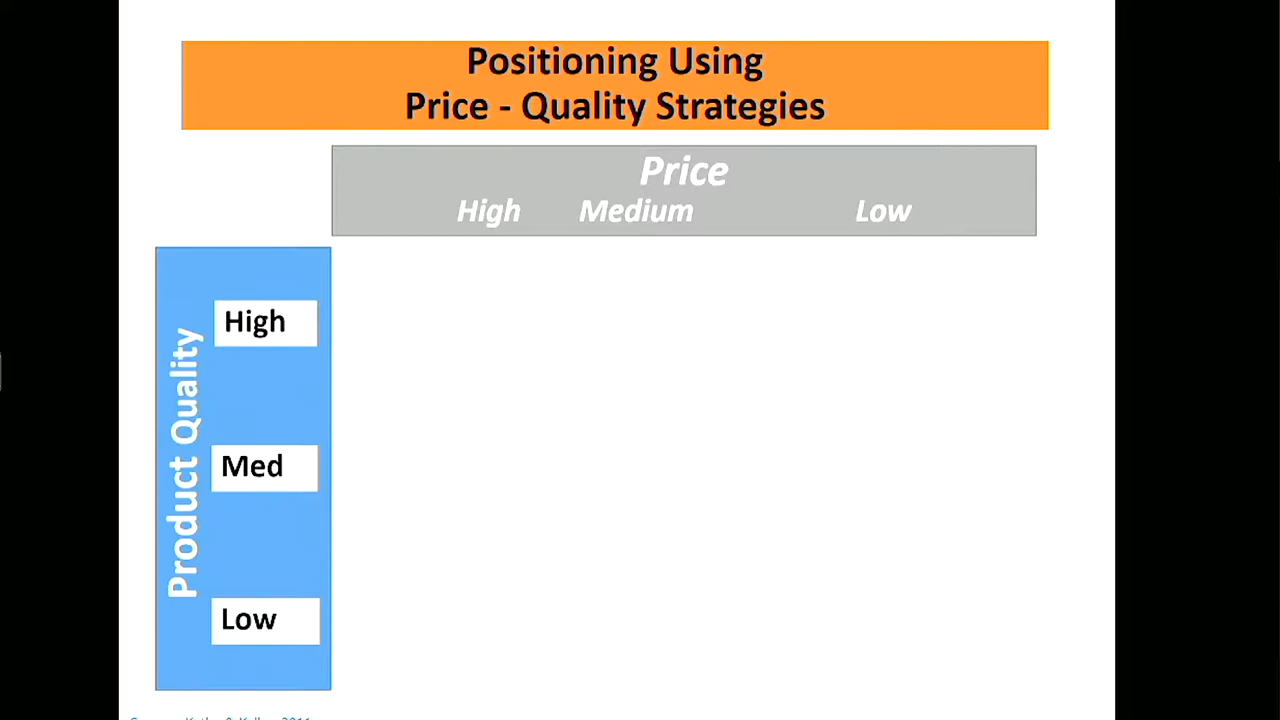 Positioning Using
Price - Quality Strategies
Price
High Medium Low
Product Quality
High
Med
Low